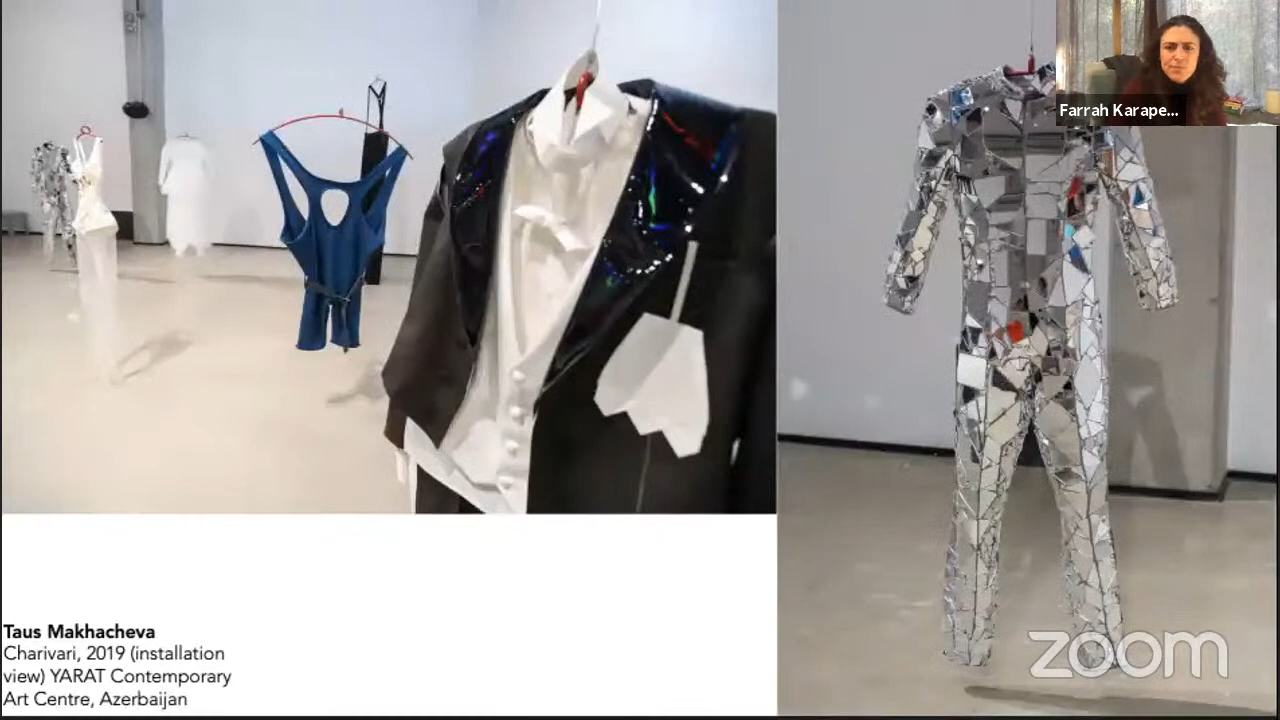 Farrah Karape...
Taus Makhacheva
Charivari, 2019 (installation
view) YARAT Contemporary
Art Centre, Azerbaijan
zoom